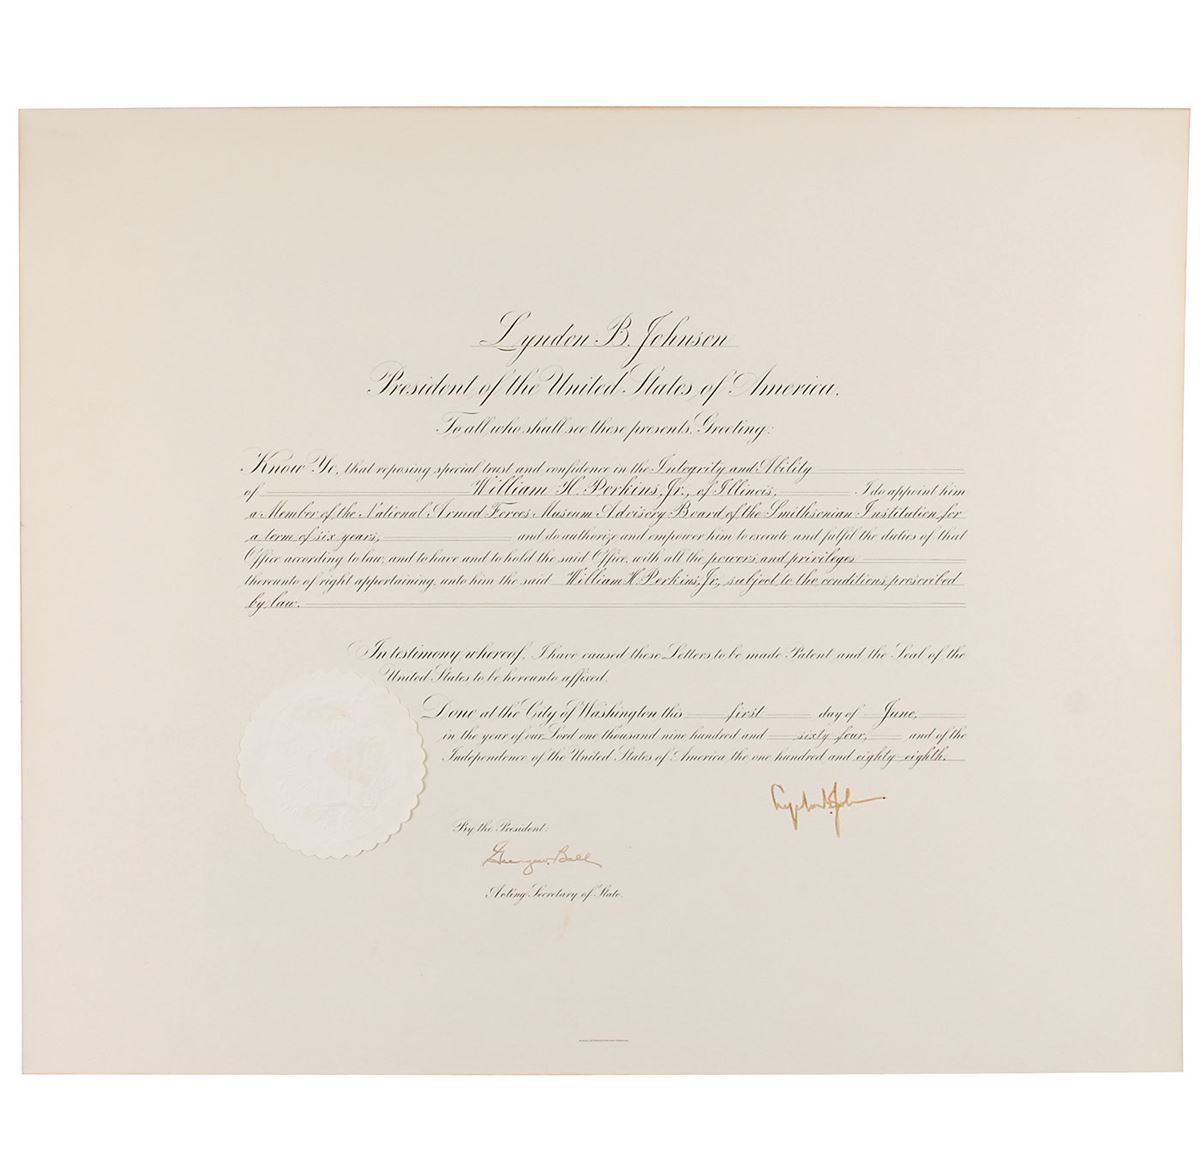 Lyndon B. Johnson
President of the United States of America.
To all who shall see these presents, Greeting:
Know Ye, that reposing special trust and confidence in the Integrity and Ability
of William H. Perkins, Jr., of Illinois, I do appoint him
a Member of the National Armed Forces Museum Advisory Board of the Smithsonian Institution for
a term of six years, and do authorize and empower him to execute and fulfil the duties of that
Office according to law, and to have and to hold the said Office, with all the powers and privileges
thereunto of right appertaining, unto him the said William H. Perkins, Jr., subject to the conditions prescribed
by law.
In testimony whereof, I have caused these Letters to be made Patent and the Seal of the
United States to be hereunto affixed.
Done at the City of Washington this first day of June,
in the year of our Lord one thousand nine hundred and sixty four, and of the
Independence of the United States of America the one hundred and eighty-eighth.
Lyndon B. Johnson
By the President:
George W. Ball
Acting Secretary of State.